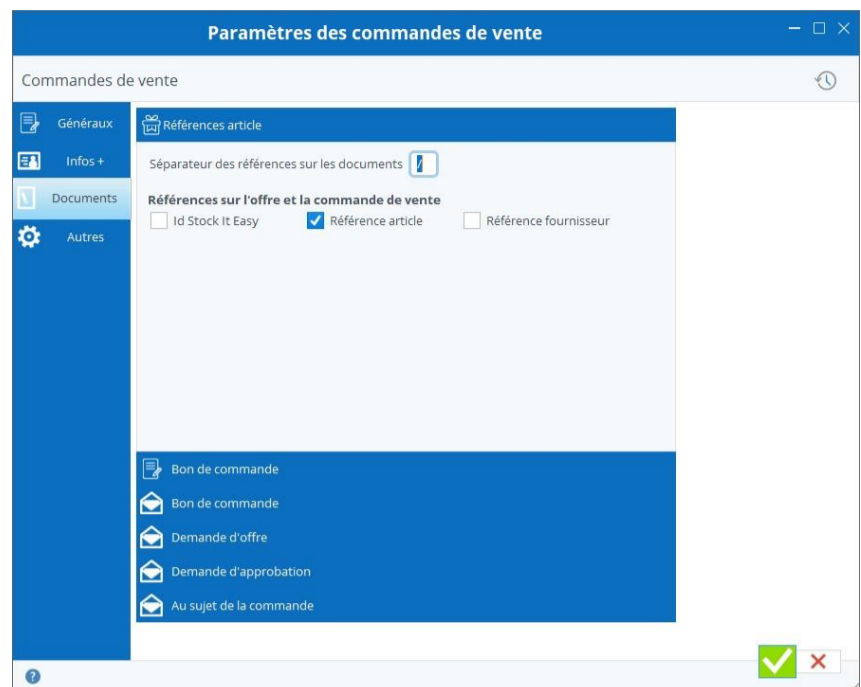 Paramètres des commandes de vente
Commandes de vente
Généraux
Infos +
Documents
Autres
Références article
Séparateur des références sur les documents /
Références sur l'offre et la commande de vente
Id Stock It Easy Référence article Référence fournisseur
Bon de commande
Bon de commande
Demande d'offre
Demande d'approbation
Au sujet de la commande